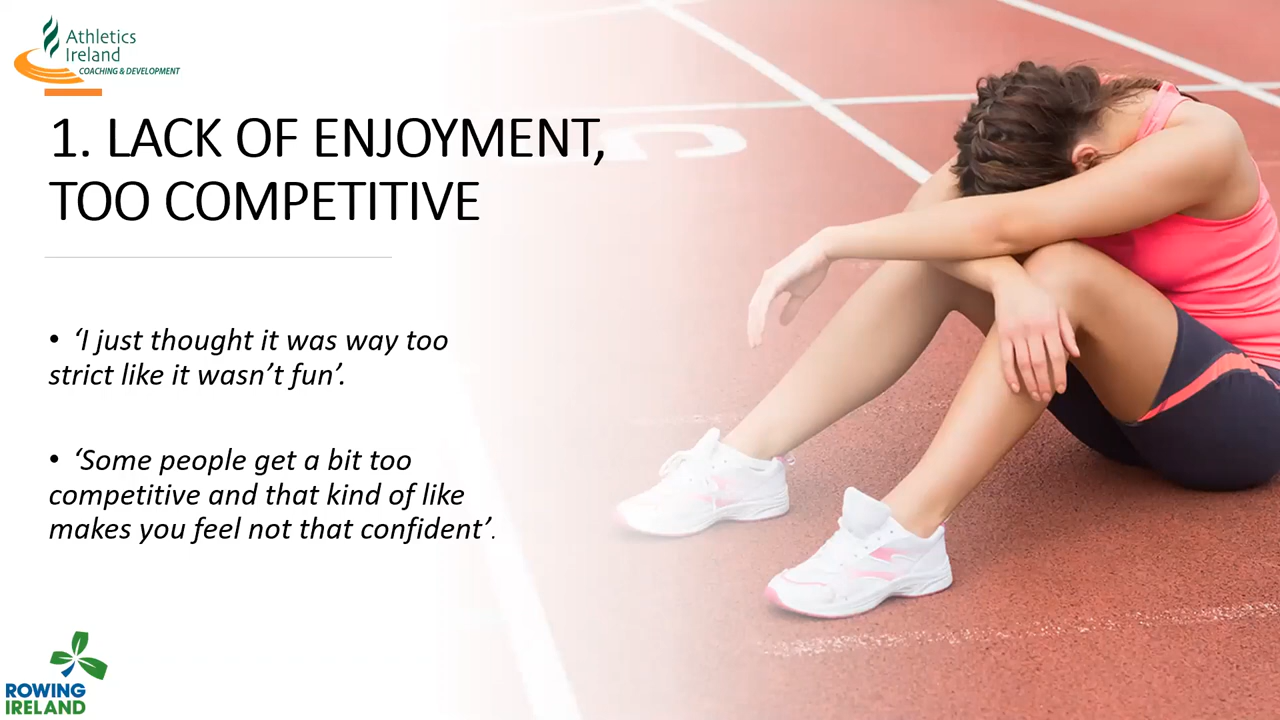 Athletics
Ireland
COACHING & DEVELOPMENT
1. LACK OF ENJOYMENT,
TOO COMPETITIVE
• ‘I just thought it was way too
strict like it wasn’t fun’.
• ‘Some people get a bit too
competitive and that kind of like
makes you feel not that confident’.
ROWING
IRELAND